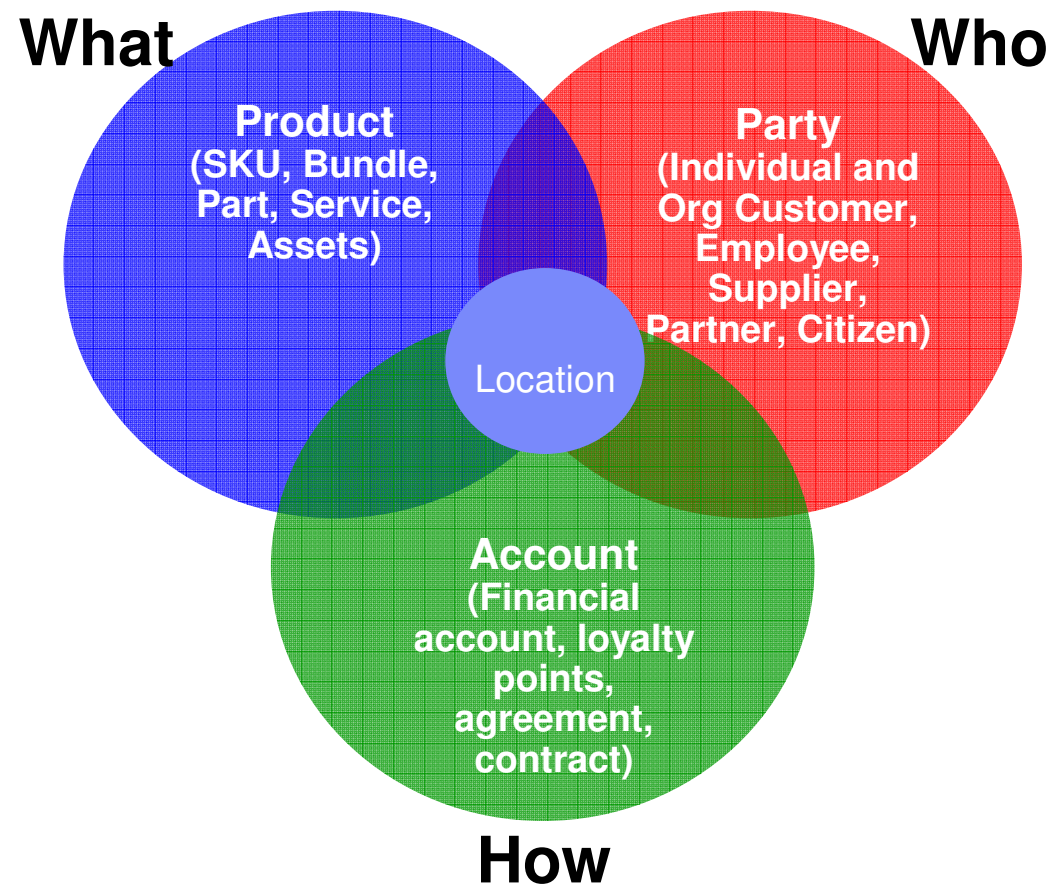 What
Who
Product
(SKU, Bundle,
Part, Service,
Assets)
Party
(Individual and
Org Customer,
Employee,
Supplier,
Partner, Citizen)
Location
Account
(Financial
account, loyalty
points,
agreement,
contract)
How